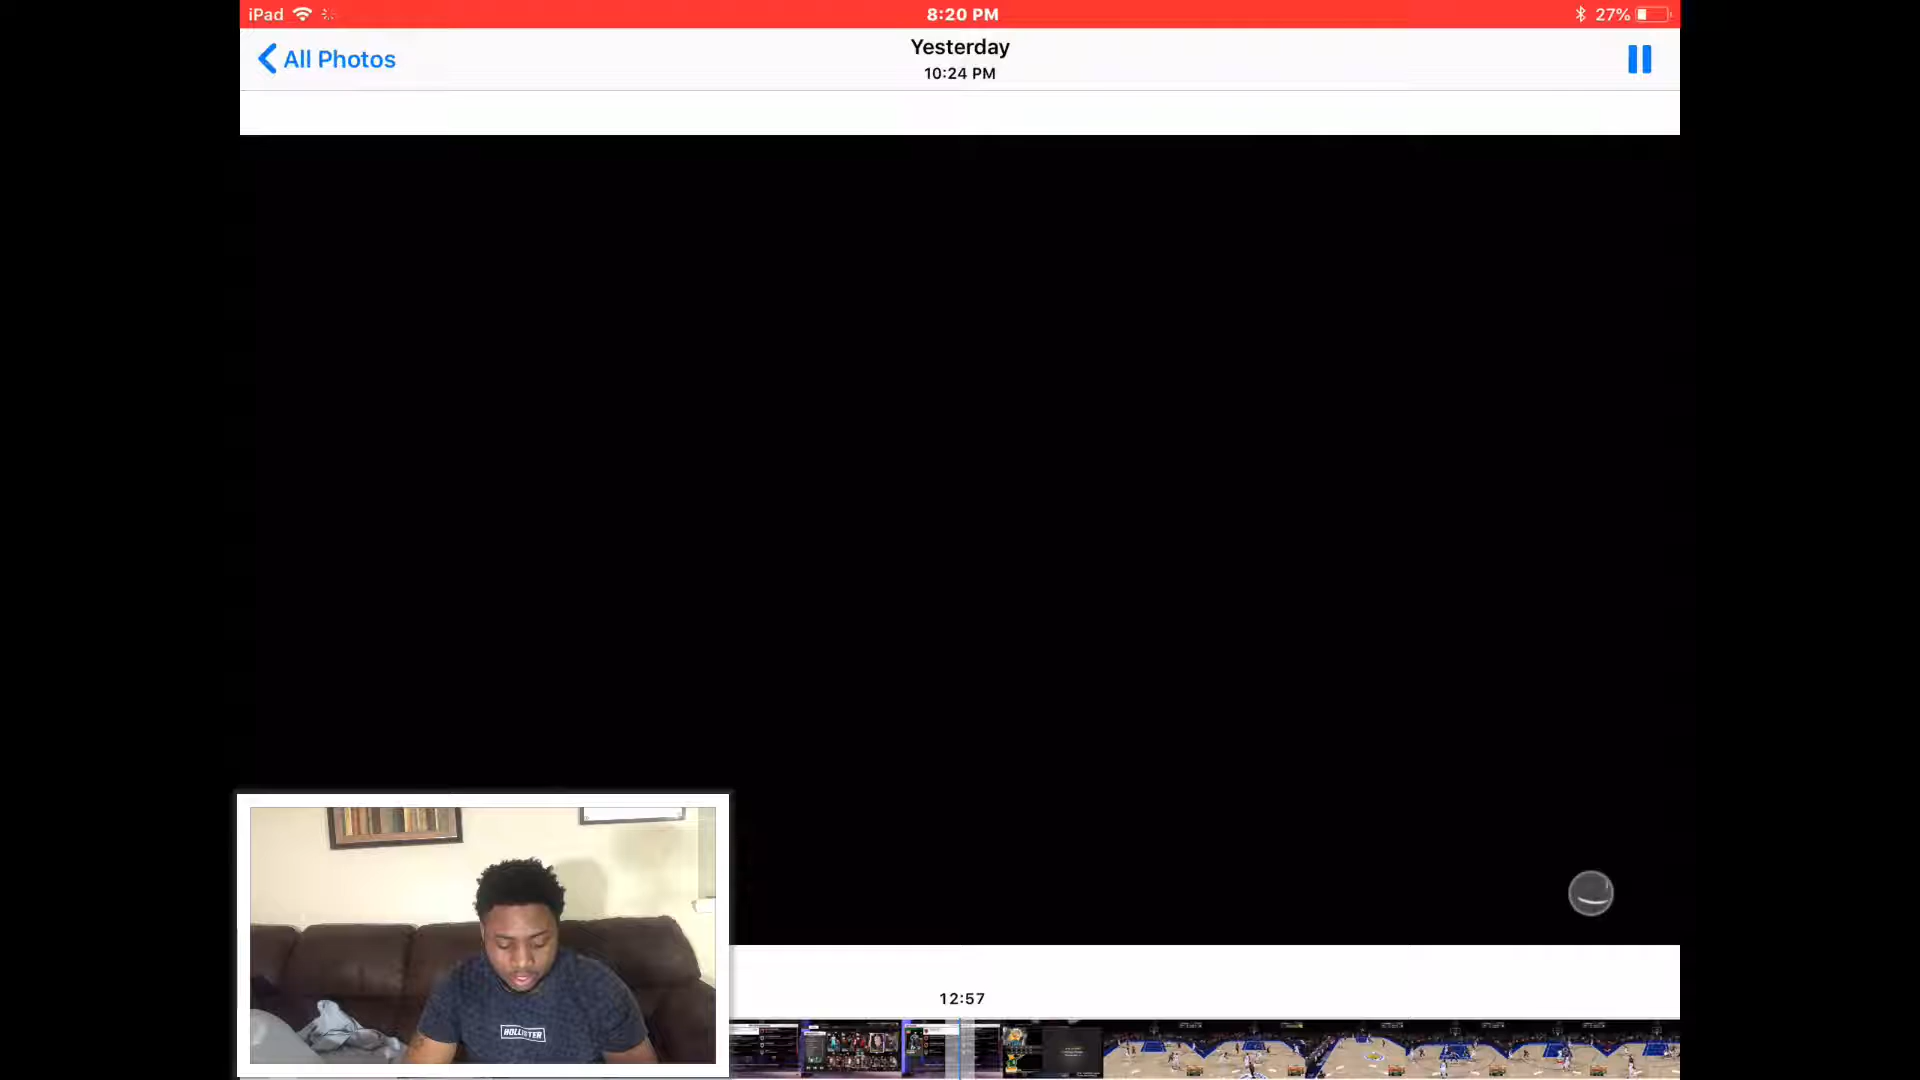 iPad
8:20 PM
27%
All Photos
Yesterday
10:24 PM
HOLLISTER
12:57